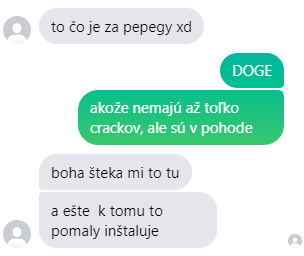 to čo je za pepegy xd
DOGE
akože nemajú až toľko
crackov, ale sú v pohode
boha šteka mi to tu
a ešte k tomu to
pomaly inštaluje